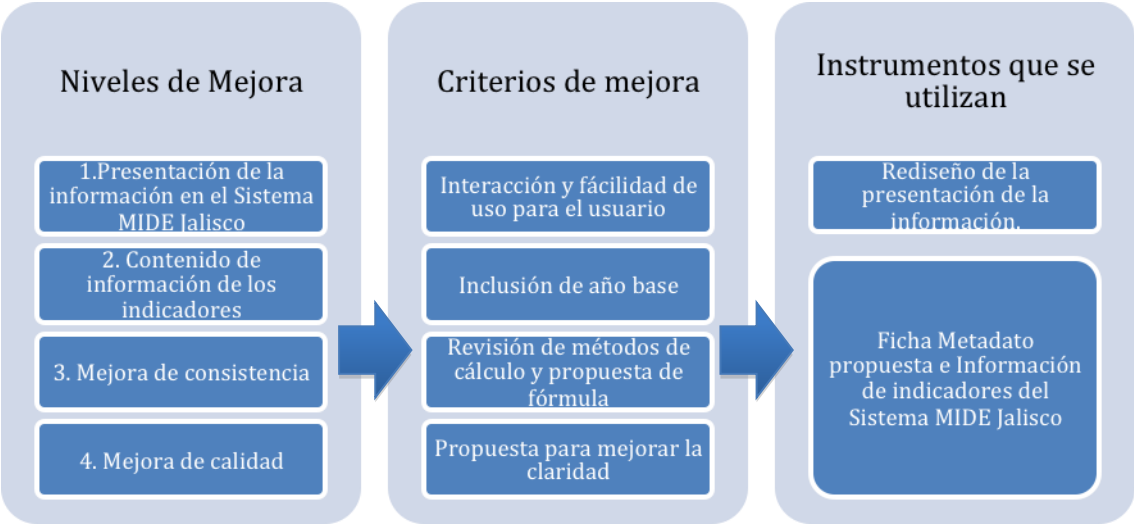 Niveles de Mejora
1.Presentación de la
información en el Sistema
MIDE Jalisco
2. Contenido de
información de los
indicadores
3. Mejora de consistencia
4. Mejora de calidad
Criterios de mejora
Interacción y fácilidad de
uso para el usuario
Inclusión de año base
Revisión de métodos de
cálculo y propuesta de
fórmula
Propuesta para mejorar la
claridad
Instrumentos que se
utilizan
Rediseño de la
presentación de la
información.
Ficha Metadato
propuesta e Información
de indicadores del
Sistema MIDE Jalisco